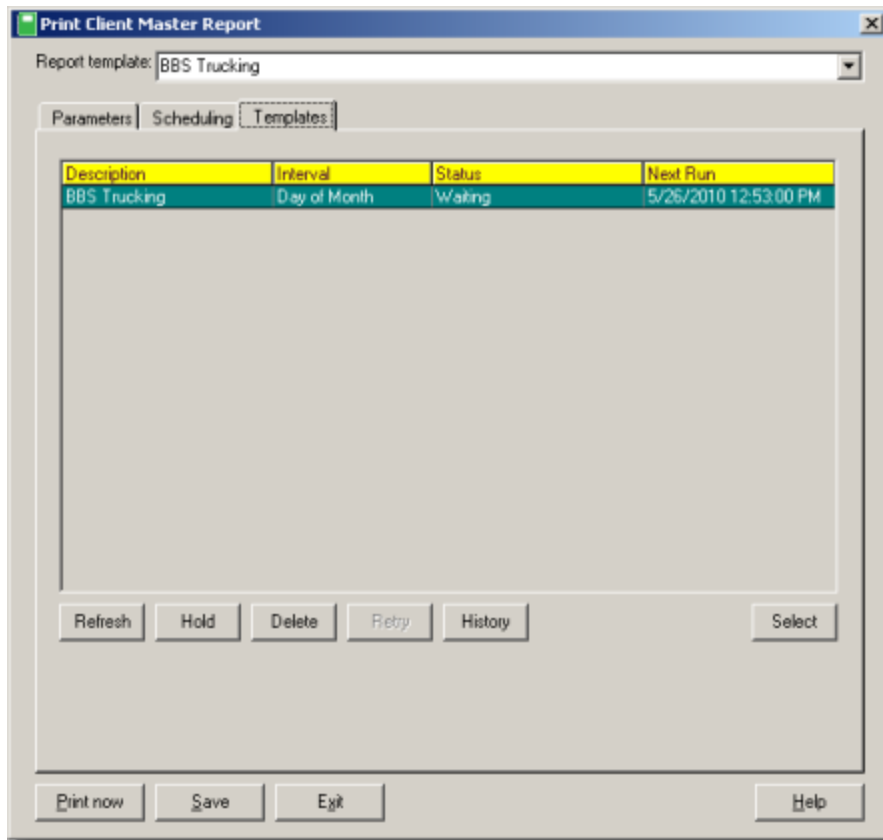 Print Client Master Report
Report template: BBS Trucking
Parameters Scheduling Templates
Description Interval Status Next Run
BBS Trucking Day of Month Waiting 5/26/2010 12:53:00 PM
Refresh Hold Delete Retry History Select
Print now Save Exit Help